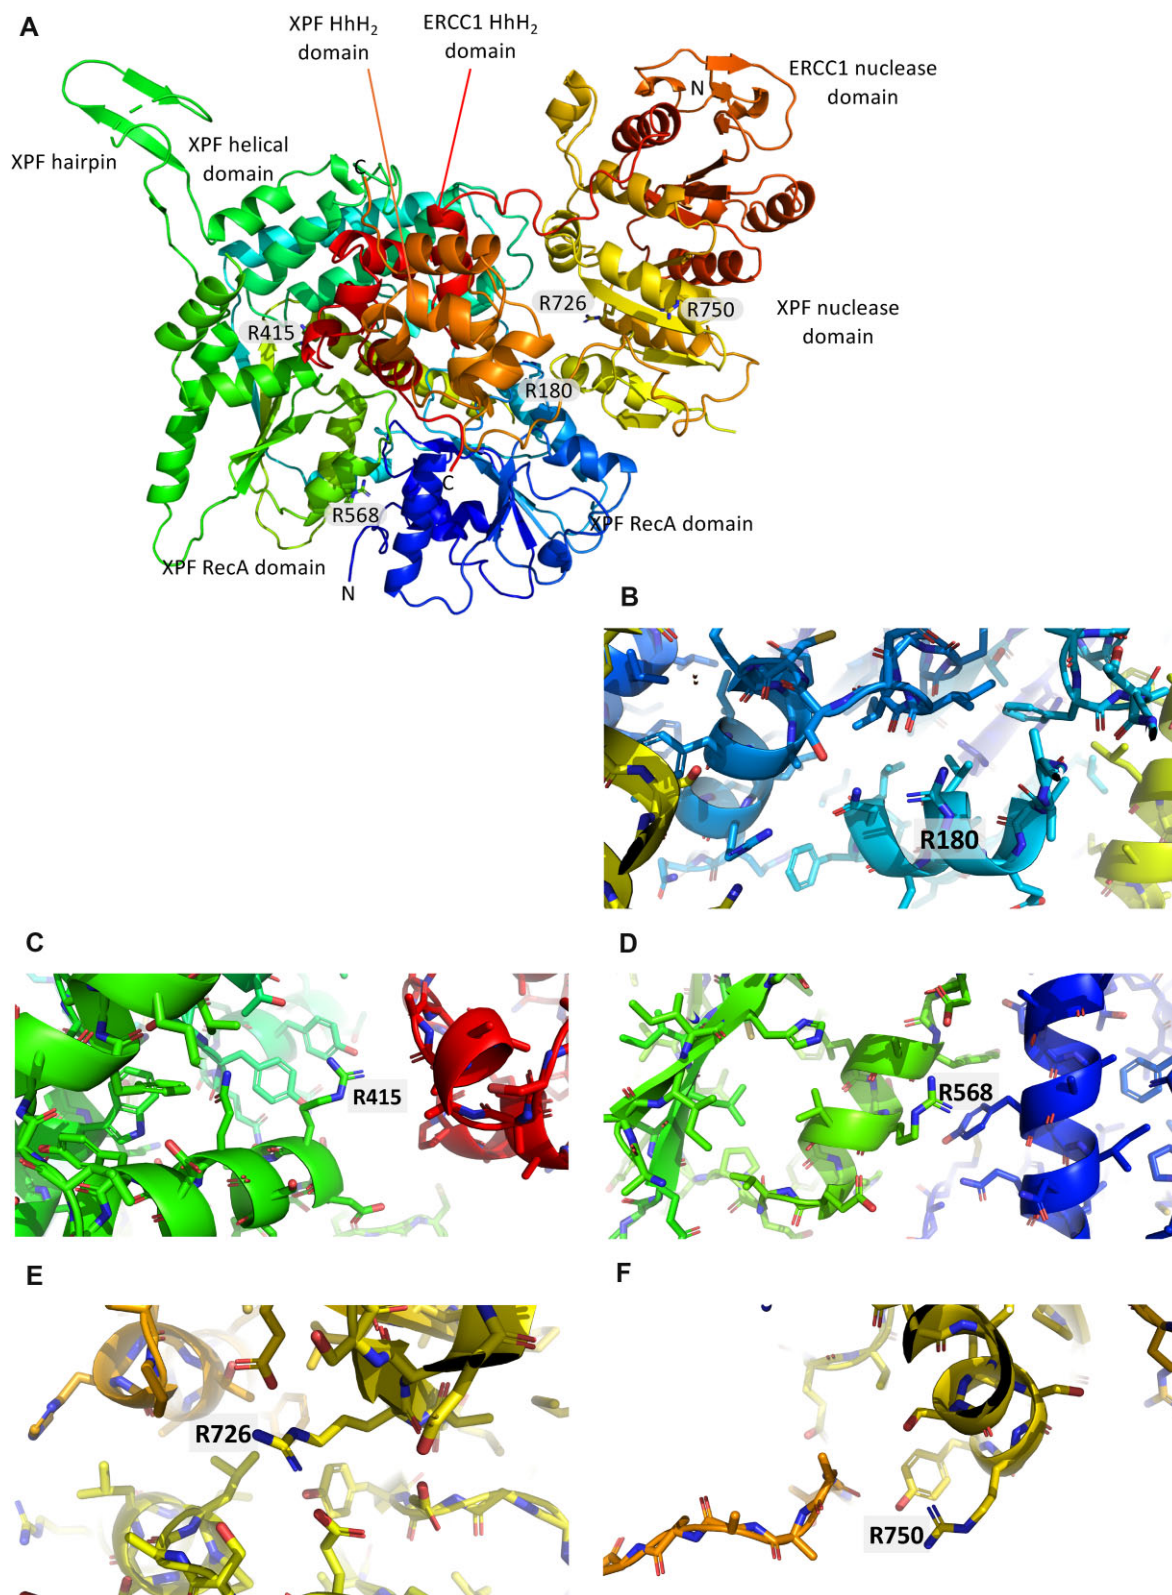 A
XPF HhH₂
domain
ERCC1 HhH₂
domain
ERCC1 nuclease
domain
N
XPF hairpin
XPF helical
domain
C
R415
R726
R750
XPF nuclease
domain
R180
C
R568
XPF RecA domain
XPF RecA domain
N
B
R180
C
R415
D
R568
E
R726
F
R750